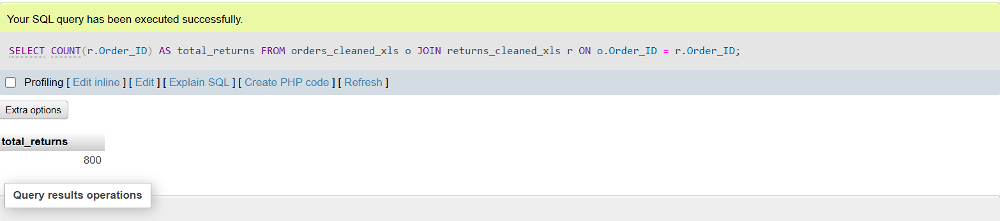 Your SQL query has been executed successfully.
SELECT COUNT(r.Order_ID) AS total_returns FROM orders_cleaned_xls o JOIN returns_cleaned_xls r ON o.Order_ID = r.Order_ID;
Profiling [ Edit inline ] [ Edit ] [ Explain SQL ] [ Create PHP code ] [ Refresh ]
Extra options
total_returns
800
Query results operations